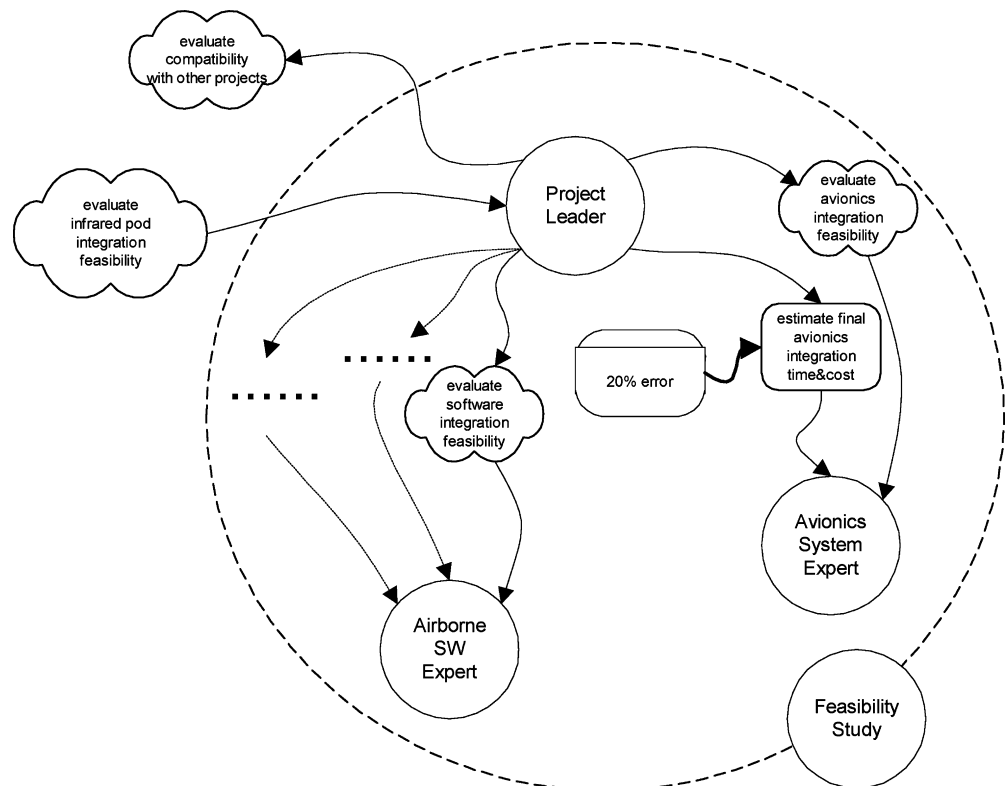 evaluate
compatibility
with other projects
evaluate
infrared pod
integration
feasibility
Project
Leader
evaluate
avionics
integration
feasibility
estimate final
avionics
integration
time&cost
20% error
evaluate
software
integration
feasibility
Avionics
System
Expert
Airborne
SW
Expert
Feasibility
Study